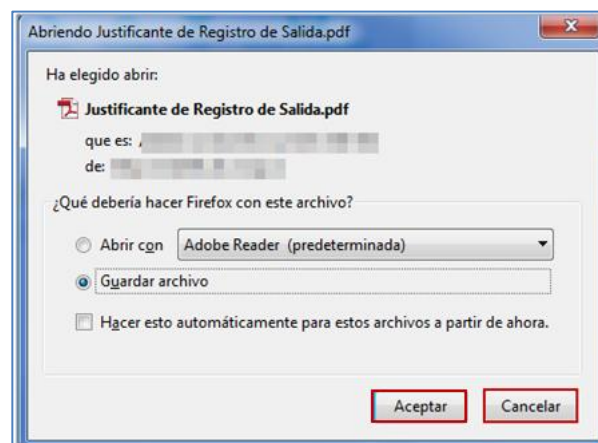 Abriendo Justificante de Registro de Salida.pdf
Ha elegido abrir:
Justificante de Registro de Salida.pdf
que es:
de:
¿Qué debería hacer Firefox con este archivo?
Abrir con Adobe Reader (predeterminada)
Guardar archivo
Hacer esto automáticamente para estos archivos a partir de ahora.
Aceptar Cancelar